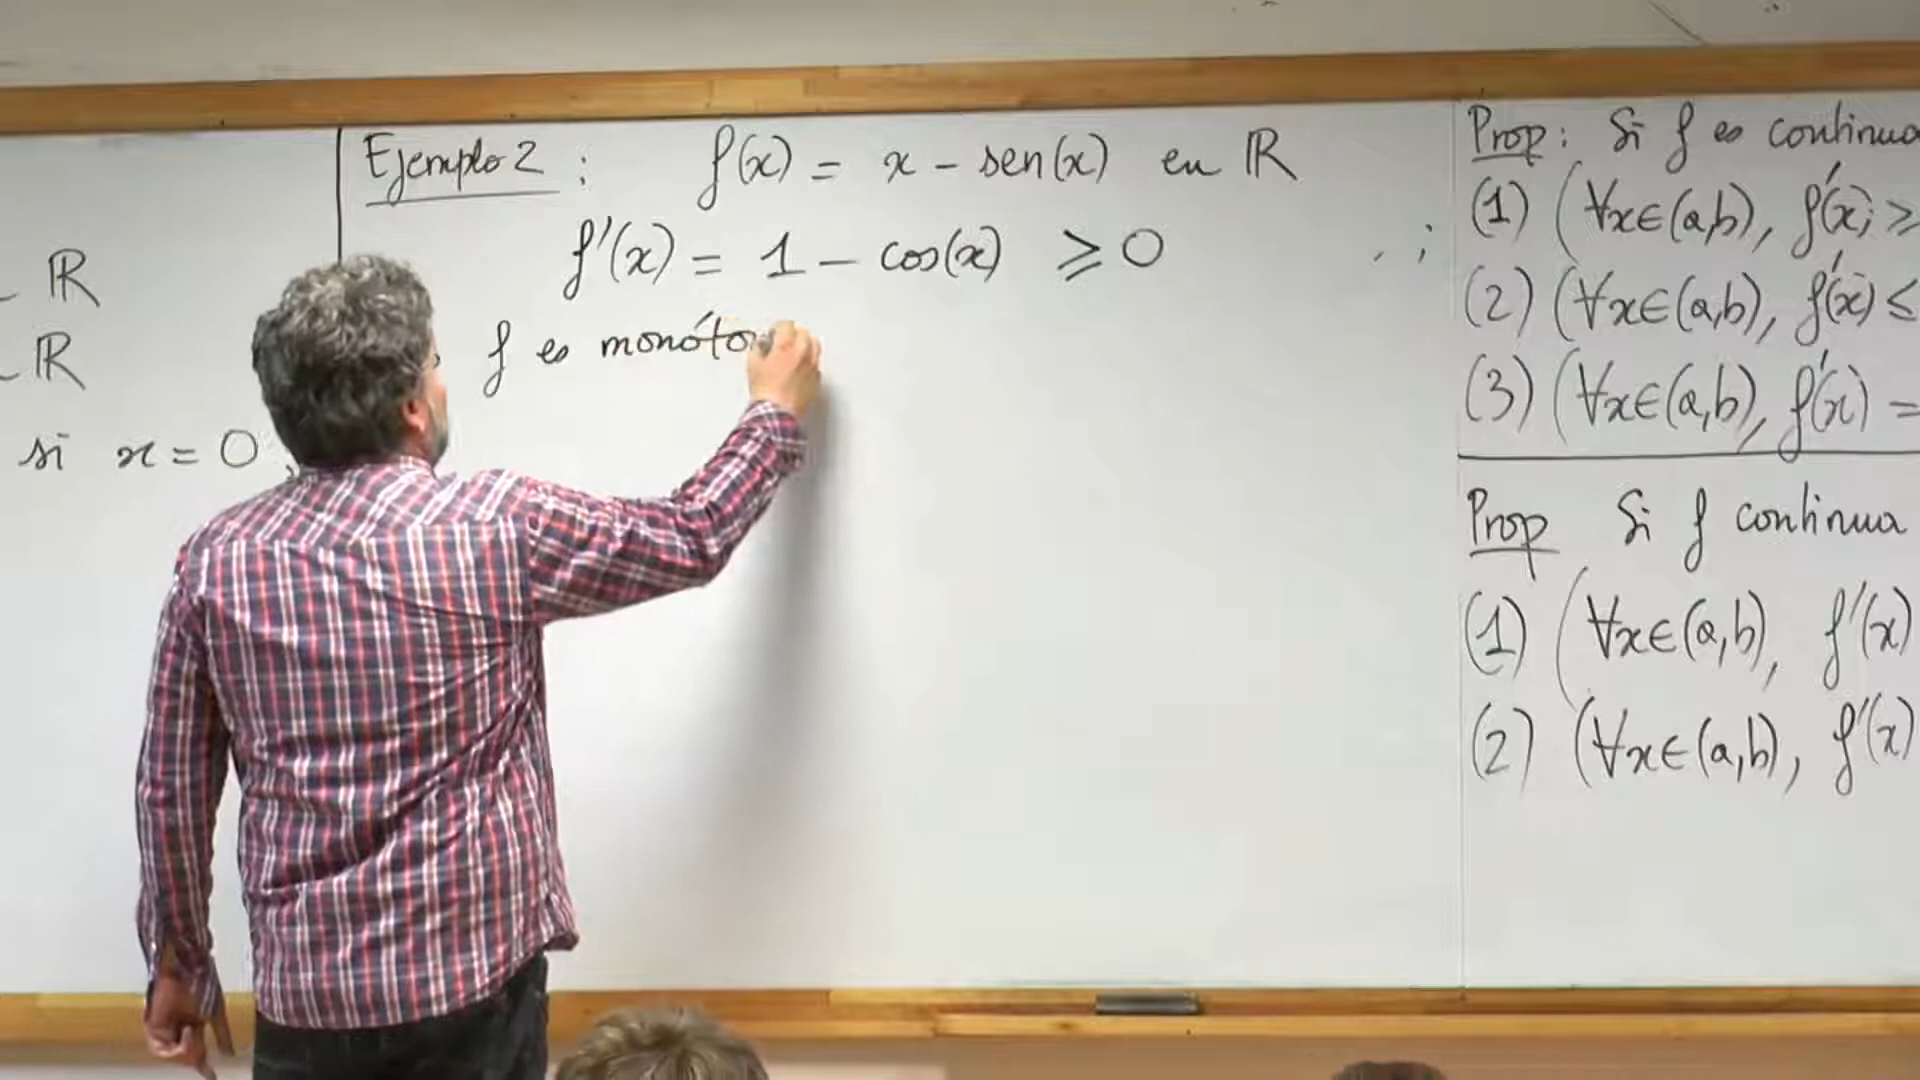 ℝ
ℝ
si x = 0,
Ejemplo 2 : f(x) = x - sen(x) en ℝ
f'(x) = 1 - cos(x) ≥ 0
f es monóto
Prop: Si f es continua
(1) (∀x∈(a,b), f'(x) ≥
(2) (∀x∈(a,b), f'(x) ≤
(3) (∀x∈(a,b), f'(x) =
Prop Si f continua
(1) (∀x∈(a,b), f'(x)
(2) (∀x∈(a,b), f'(x)